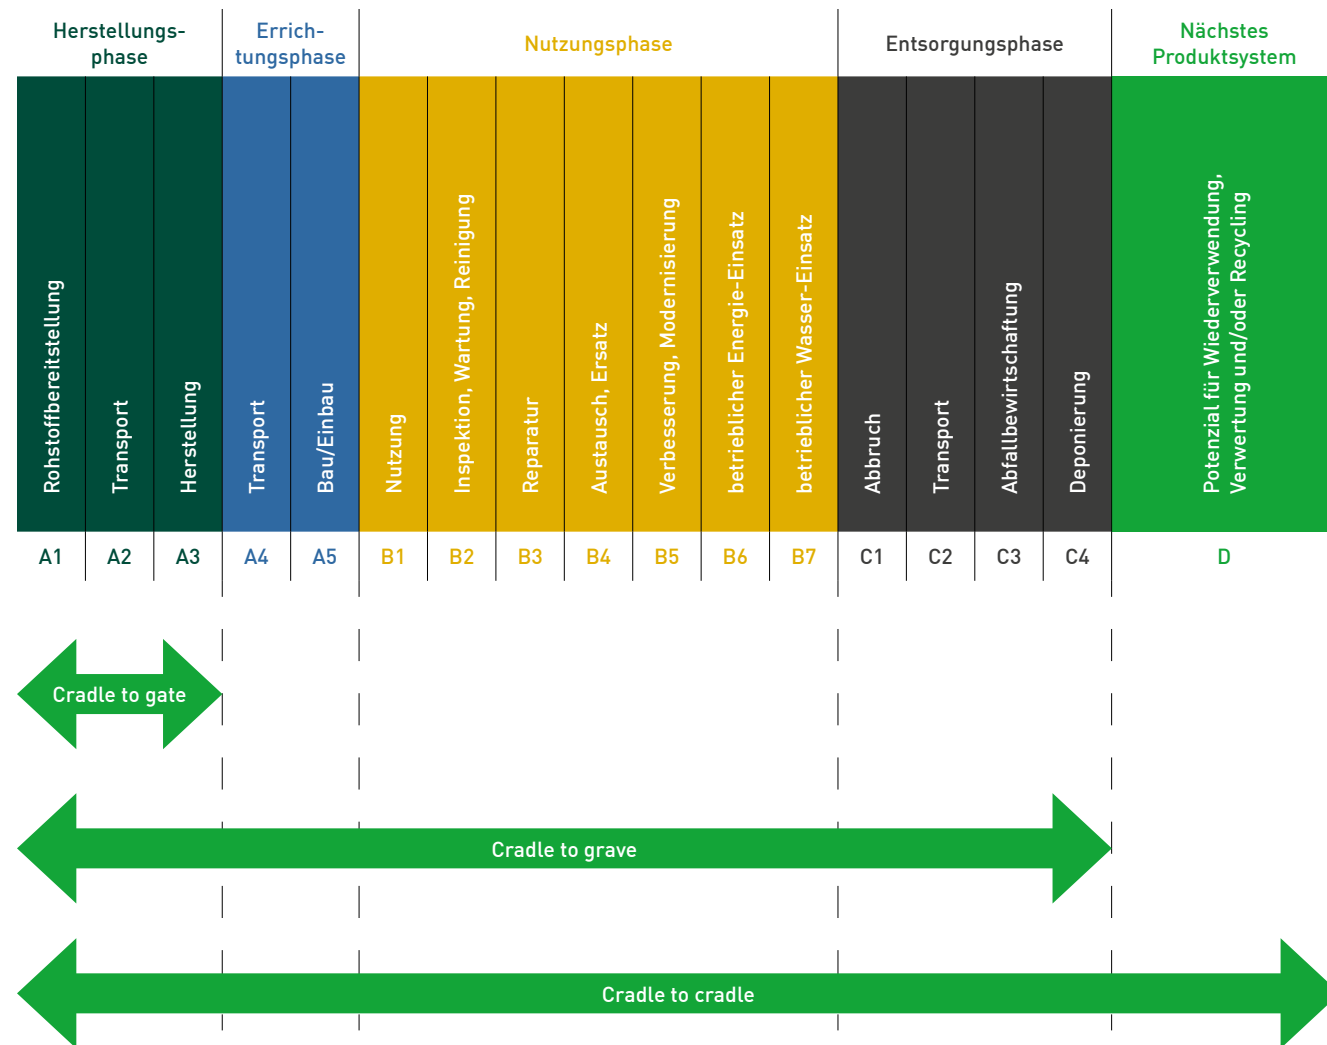 Herstellungs-
phase
Errich-
tungsphase
Nutzungsphase
Entsorgungsphase
Nächstes
Produktsystem
Rohstoffbereitstellung
Transport
Herstellung
Transport
Bau/Einbau
Nutzung
Inspektion, Wartung, Reinigung
Reparatur
Austausch, Ersatz
Verbesserung, Modernisierung
betrieblicher Energie-Einsatz
betrieblicher Wasser-Einsatz
Abbruch
Transport
Abfallbewirtschaftung
Deponierung
Potenzial für Wiederverwendung,
Verwertung und/oder Recycling
A1 A2 A3 A4 A5 B1 B2 B3 B4 B5 B6 B7 C1 C2 C3 C4 D
Cradle to gate
Cradle to grave
Cradle to cradle